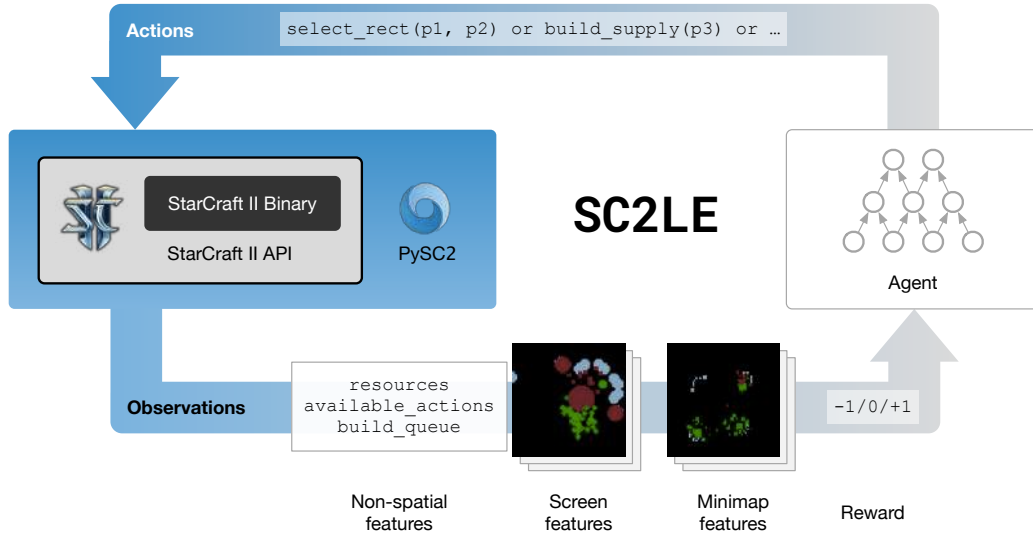 Actions
select_rect(p1, p2) or build_supply(p3) or …
StarCraft II Binary
StarCraft II API
PySC2
SC2LE
Agent
Observations
resources
available_actions
build_queue
-1/0/+1
Non-spatial
features
Screen
features
Minimap
features
Reward